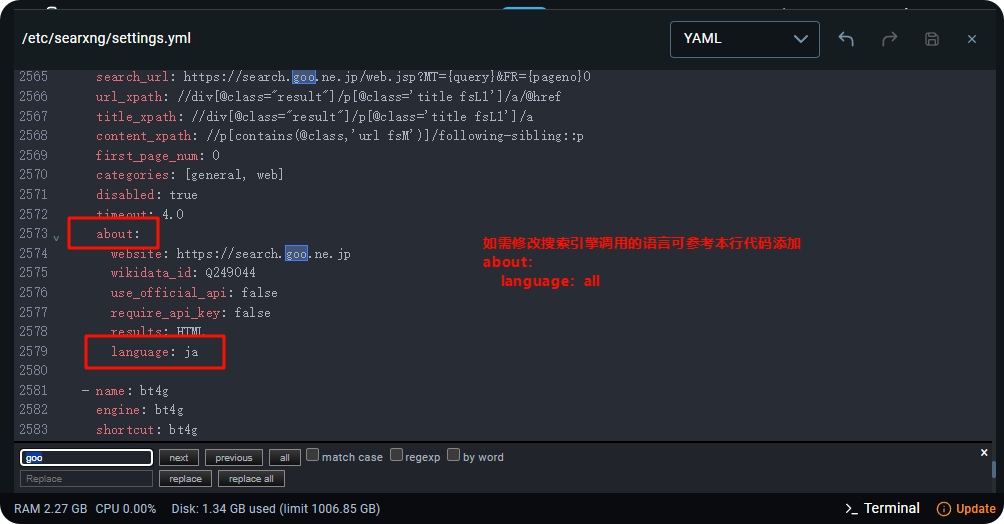 /etc/searxng/settings.yml
YAML
2565 search_url: https://search.goo.ne.jp/web.jsp?MT={query}&FR={pageno}0
2566 url_xpath: //div[@class="result"]/p[@class='title fsL1']/a/@href
2567 title_xpath: //div[@class="result"]/p[@class='title fsL1']/a
2568 content_xpath: //p[contains(@class,'url fsM')]/following-sibling::p
2569 first_page_num: 0
2570 categories: [general, web]
2571 disabled: true
2572 timeout: 4.0
2573 about:
2574 website: https://search.goo.ne.jp
2575 wikidata_id: Q249044
2576 use_official_api: false
2577 require_api_key: false
2578 results: HTML
2579 language: ja
2580
2581 - name: bt4g
2582 engine: bt4g
2583 shortcut: bt4g
如需修改搜索引擎调用的语言可参考本行代码添加
about:
language: all
goo
next
previous
all
match case
regexp
by word
Replace
replace
replace all
RAM 2.27 GB CPU 0.00% Disk: 1.34 GB used (limit 1006.85 GB)
Terminal
Update